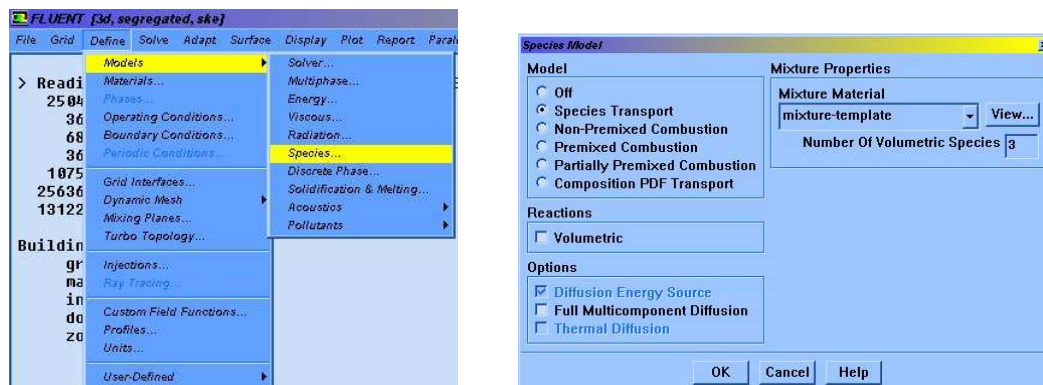 FLUENT [3d, segregated, ske]
File Grid Define Solve Adapt Surface Display Plot Report
> Readi
2504
36
68
36
1075
25636
13122
Buildin
gr
ma
in
do
zo
Models
Materials...
Phases...
Operating Conditions...
Boundary Conditions...
Periodic Conditions...
Grid Interfaces...
Dynamic Mesh
Mixing Planes...
Turbo Topology...
Injections...
Ray Tracing...
Custom Field Functions...
Profiles...
Units...
User-Defined
Solver...
Multiphase...
Energy...
Viscous...
Radiation...
Species...
Discrete Phase...
Solidification & Melting...
Acoustics
Pollutants
Species Model
Model
Off
Species Transport
Non-Premixed Combustion
Premixed Combustion
Partially Premixed Combustion
Composition PDF Transport
Reactions
Volumetric
Options
Diffusion Energy Source
Full Multicomponent Diffusion
Thermal Diffusion
Mixture Properties
Mixture Material
mixture-template View...
Number Of Volumetric Species 3
OK Cancel Help